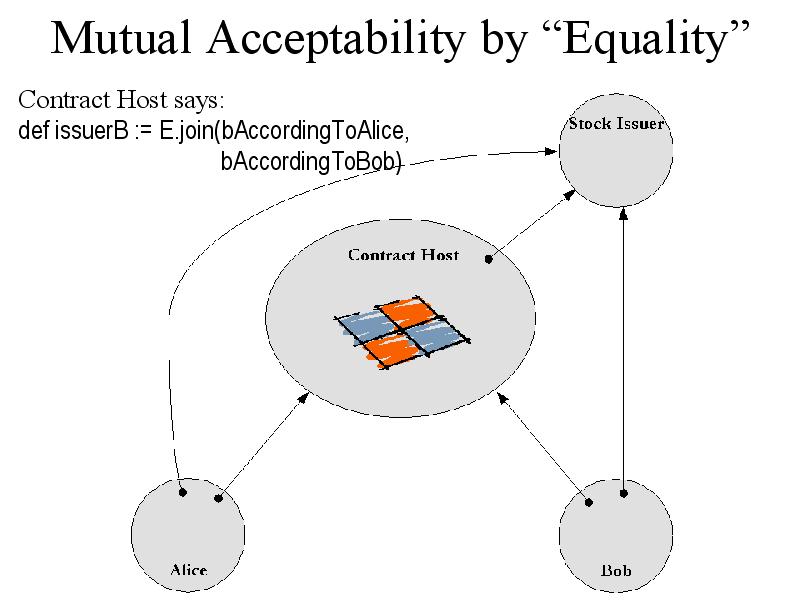 Mutual Acceptability by “Equality”
Contract Host says:
def issuerB := E.join(bAccordingToAlice,
bAccordingToBob)
Stock Issuer
Contract Host
Alice
Bob